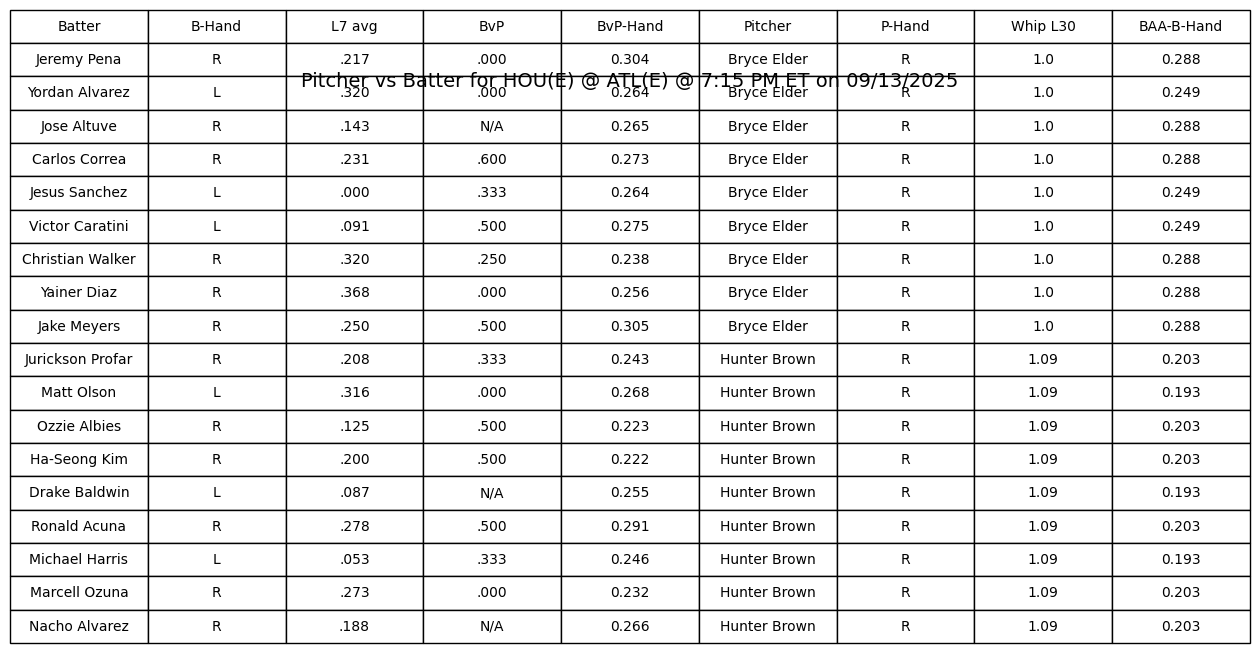 Batter B-Hand L7 avg BvP BvP-Hand Pitcher P-Hand Whip L30 BAA-B-Hand
Jeremy Pena R .217 .000 0.304 Bryce Elder R 1.0 0.288
Pitcher vs Batter for HOU(E) @ ATL(E) @ 7:15 PM ET on 09/13/2025
Yordan Alvarez L .320 .000 0.264 Bryce Elder R 1.0 0.249
Jose Altuve R .143 N/A 0.265 Bryce Elder R 1.0 0.288
Carlos Correa R .231 .600 0.273 Bryce Elder R 1.0 0.288
Jesus Sanchez L .000 .333 0.264 Bryce Elder R 1.0 0.249
Victor Caratini L .091 .500 0.275 Bryce Elder R 1.0 0.249
Christian Walker R .320 .250 0.238 Bryce Elder R 1.0 0.288
Yainer Diaz R .368 .000 0.256 Bryce Elder R 1.0 0.288
Jake Meyers R .250 .500 0.305 Bryce Elder R 1.0 0.288
Jurickson Profar R .208 .333 0.243 Hunter Brown R 1.09 0.203
Matt Olson L .316 .000 0.268 Hunter Brown R 1.09 0.193
Ozzie Albies R .125 .500 0.223 Hunter Brown R 1.09 0.203
Ha-Seong Kim R .200 .500 0.222 Hunter Brown R 1.09 0.203
Drake Baldwin L .087 N/A 0.255 Hunter Brown R 1.09 0.193
Ronald Acuna R .278 .500 0.291 Hunter Brown R 1.09 0.203
Michael Harris L .053 .333 0.246 Hunter Brown R 1.09 0.193
Marcell Ozuna R .273 .000 0.232 Hunter Brown R 1.09 0.203
Nacho Alvarez R .188 N/A 0.266 Hunter Brown R 1.09 0.203